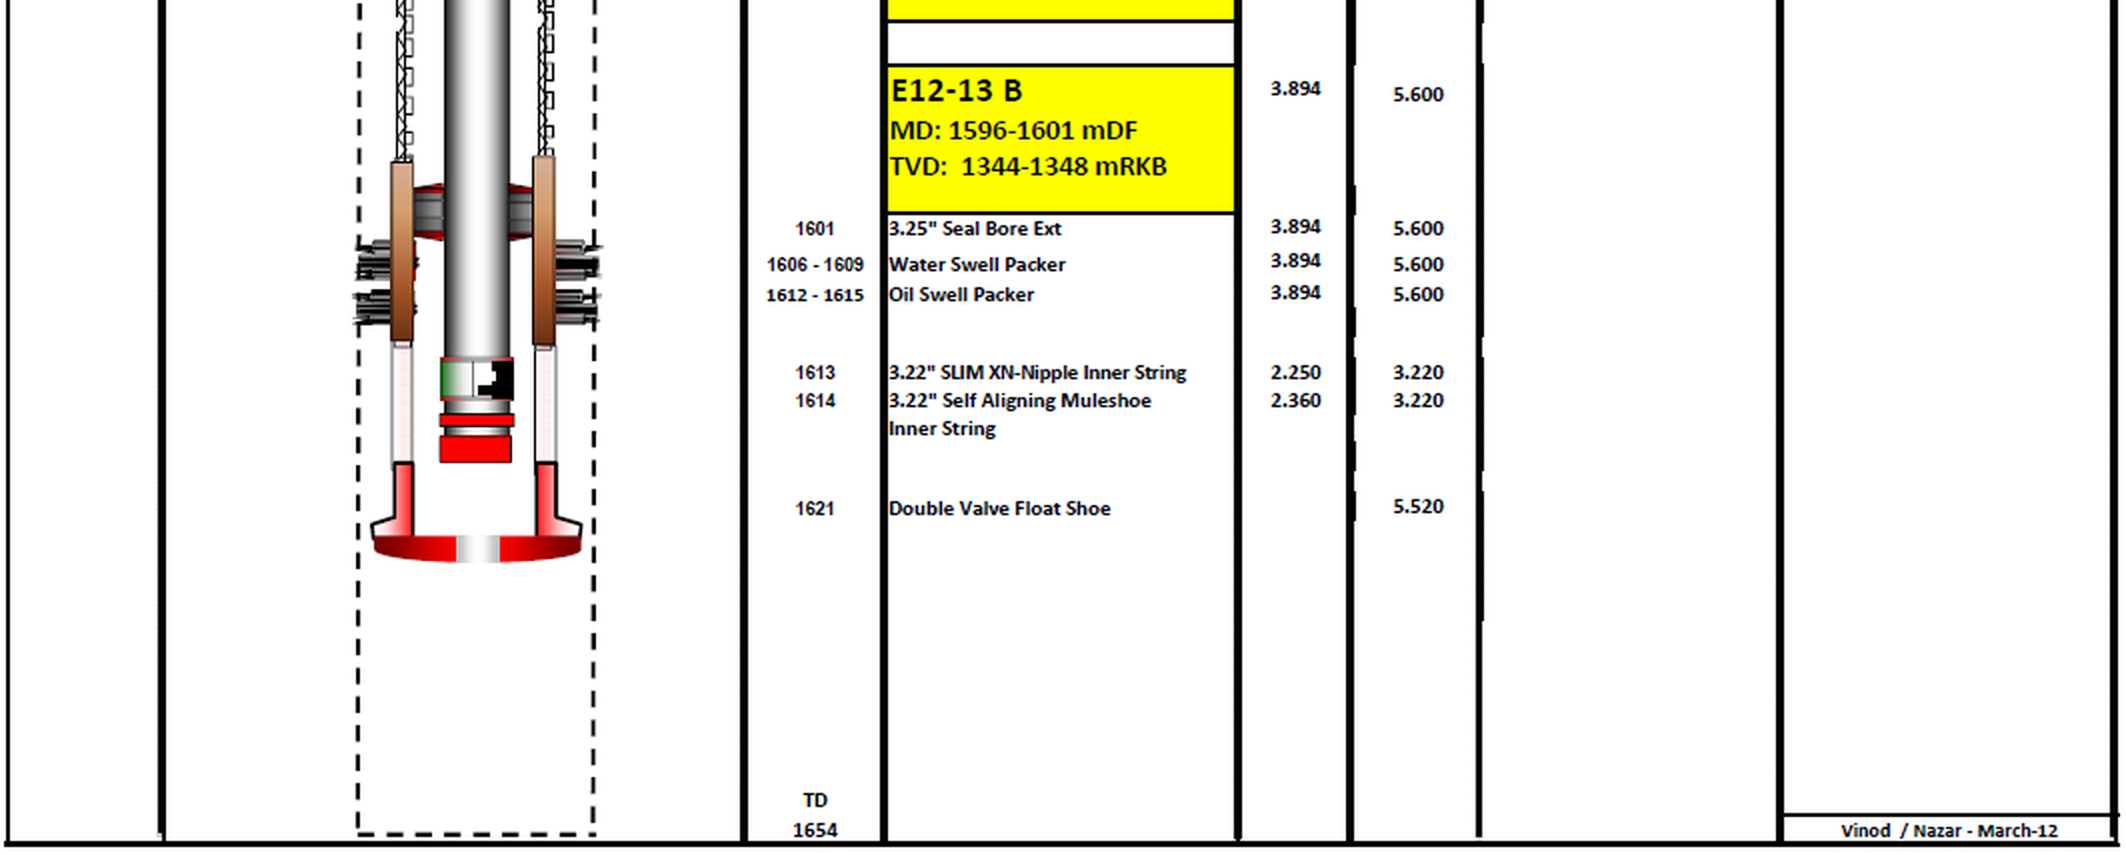 E12-13 B 3.894 5.600
MD: 1596-1601 mDF
TVD: 1344-1348 mRKB
1601 3.25" Seal Bore Ext 3.894 5.600
1606 - 1609 Water Swell Packer 3.894 5.600
1612 - 1615 Oil Swell Packer 3.894 5.600
1613 3.22" SLIM XN-Nipple Inner String 2.250 3.220
1614 3.22" Self Aligning Muleshoe 2.360 3.220
Inner String
1621 Double Valve Float Shoe 5.520
TD
1654
Vinod / Nazar - March-12